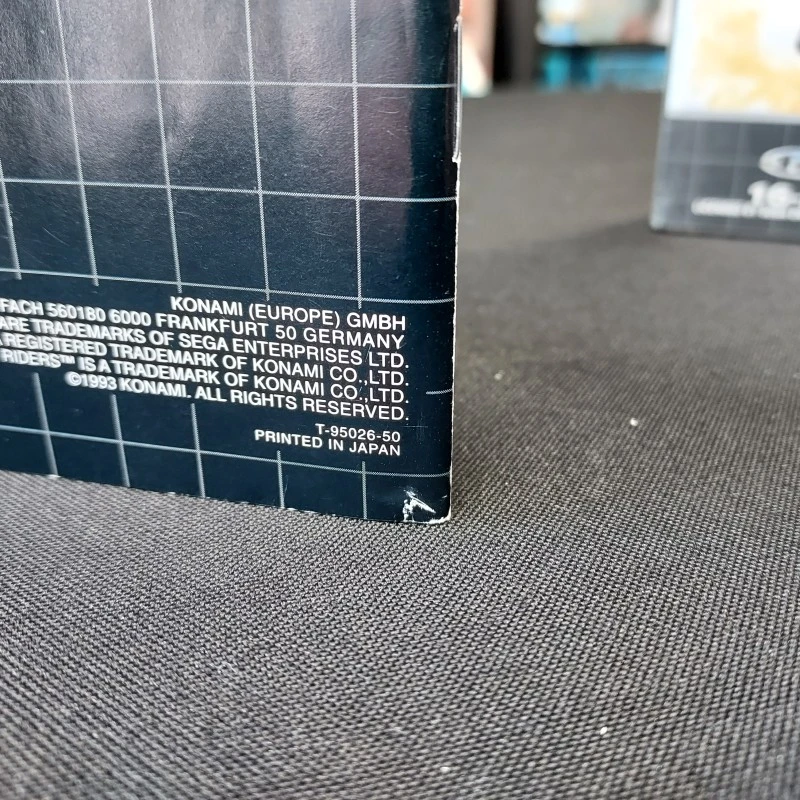 KONAMI (EUROPE) GMBH
FACH 560180 6000 FRANKFURT 50 GERMANY
ARE TRADEMARKS OF SEGA ENTERPRISES LTD.
A REGISTERED TRADEMARK OF KONAMI CO.,LTD.
RIDERS™ IS A TRADEMARK OF KONAMI CO.,LTD.
©1993 KONAMI. ALL RIGHTS RESERVED.
T-95026-50
PRINTED IN JAPAN
16-